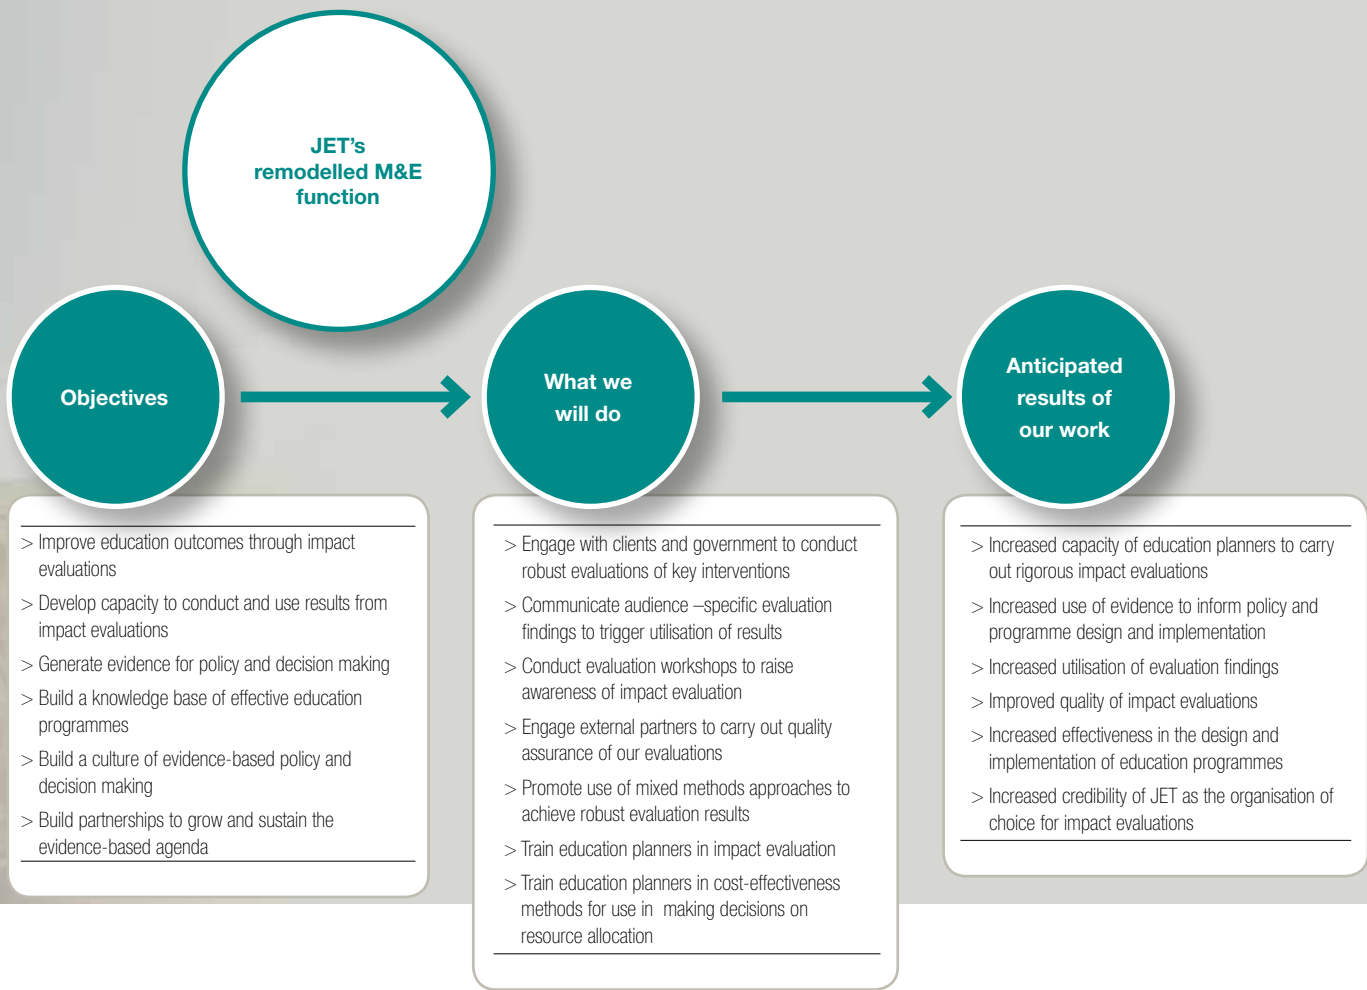 JET's
remodelled M&E
function
Objectives
> Improve education outcomes through impact
evaluations
> Develop capacity to conduct and use results from
impact evaluations
> Generate evidence for policy and decision making
> Build a knowledge base of effective education
programmes
> Build a culture of evidence-based policy and
decision making
> Build partnerships to grow and sustain the
evidence-based agenda
What we
will do
> Engage with clients and government to conduct
robust evaluations of key interventions
> Communicate audience –specific evaluation
findings to trigger utilisation of results
> Conduct evaluation workshops to raise
awareness of impact evaluation
> Engage external partners to carry out quality
assurance of our evaluations
> Promote use of mixed methods approaches to
achieve robust evaluation results
> Train education planners in impact evaluation
> Train education planners in cost-effectiveness
methods for use in  making decisions on
resource allocation
Anticipated
results of
our work
> Increased capacity of education planners to carry
out rigorous impact evaluations
> Increased use of evidence to inform policy and
programme design and implementation
> Increased utilisation of evaluation findings
> Improved quality of impact evaluations
> Increased effectiveness in the design and
implementation of education programmes
> Increased credibility of JET as the organisation of
choice for impact evaluations